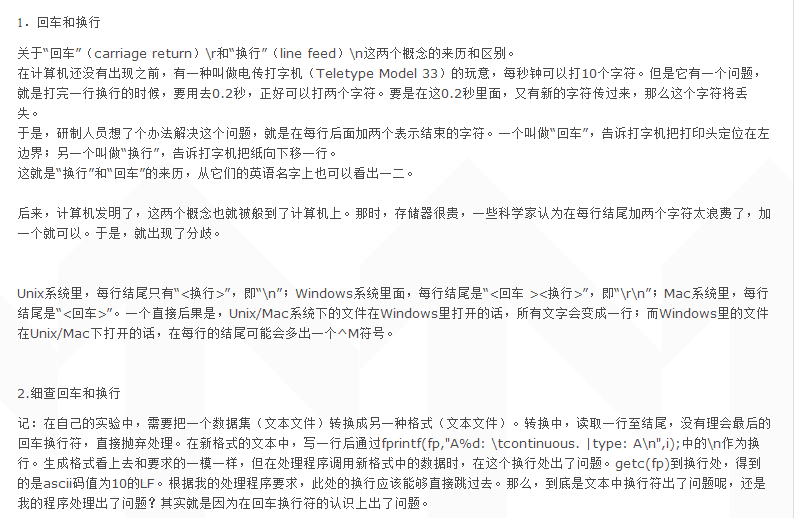 1．回车和换行
关于“回车”（carriage return）\r和“换行”（line feed）\n这两个概念的来历和区别。
在计算机还没有出现之前，有一种叫做电传打字机（Teletype Model 33）的玩意，每秒钟可以打10个字符。但是它有一个问题，
就是打完一行换行的时候，要用去0.2秒，正好可以打两个字符。要是在这0.2秒里面，又有新的字符传过来，那么这个字符将丢
失。
于是，研制人员想了个办法解决这个问题，就是在每行后面加两个表示结束的字符。一个叫做“回车”，告诉打字机把打印头定位在左
边界；另一个叫做“换行”，告诉打字机把纸向下移一行。
这就是“换行”和“回车”的来历，从它们的英语名字上也可以看出一二。
后来，计算机发明了，这两个概念也就被般到了计算机上。那时，存储器很贵，一些科学家认为在每行结尾加两个字符太浪费了，加
一个就可以。于是，就出现了分歧。
Unix系统里，每行结尾只有“<换行>”，即“\n”；Windows系统里面，每行结尾是“<回车 ><换行>”，即“\r\n”；Mac系统里，每行
结尾是“<回车>”。一个直接后果是，Unix/Mac系统下的文件在Windows里打开的话，所有文字会变成一行；而Windows里的文件
在Unix/Mac下打开的话，在每行的结尾可能会多出一个^M符号。
2.细查回车和换行
记：在自己的实验中，需要把一个数据集（文本文件）转换成另一种格式（文本文件）。转换中，读取一行至结尾，没有理会最后的
回车换行符，直接抛弃处理。在新格式的文本中，写一行后通过fprintf(fp,"A%d: \tcontinuous. |type: A\n",i);中的\n作为换
行。生成格式看上去和要求的一模一样，但在处理程序调用新格式中的数据时，在这个换行处出了问题。getc(fp)到换行处，得到
的是ascii码值为10的LF。根据我的处理程序要求，此处的换行应该能够直接跳过去。那么，到底是文本中换行符出了问题呢，还是
我的程序处理出了问题？其实就是因为在回车换行符的认识上出了问题。